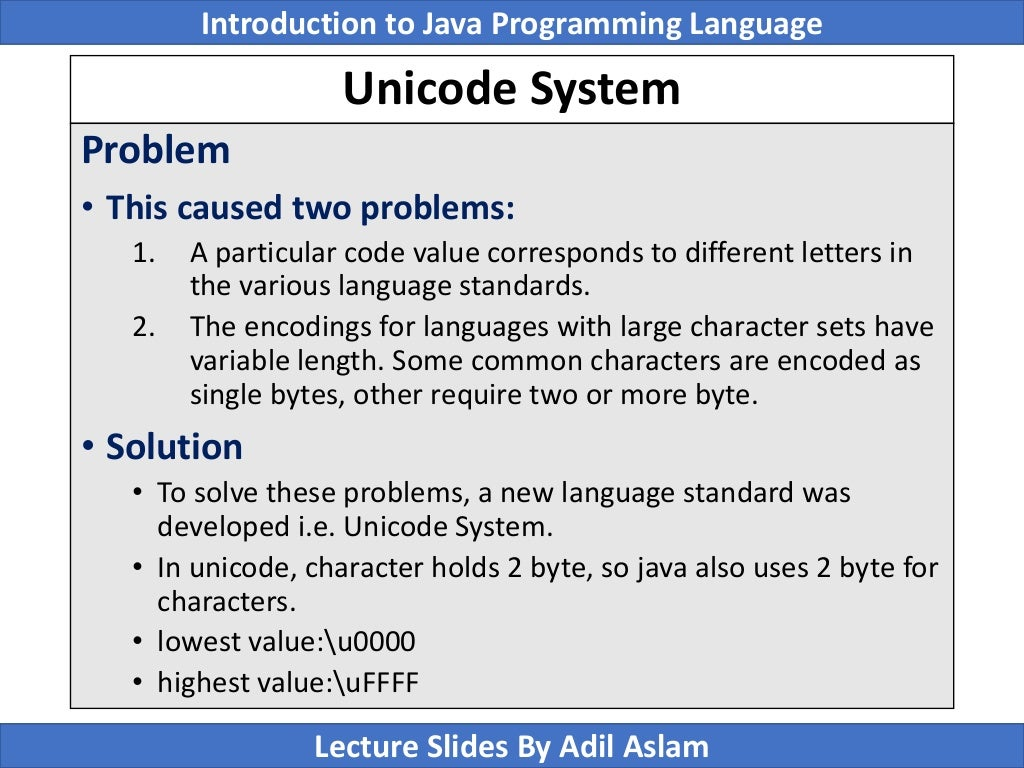 Introduction to Java Programming Language
Unicode System
Problem
• This caused two problems:
1. A particular code value corresponds to different letters in
the various language standards.
2. The encodings for languages with large character sets have
variable length. Some common characters are encoded as
single bytes, other require two or more byte.
• Solution
• To solve these problems, a new language standard was
developed i.e. Unicode System.
• In unicode, character holds 2 byte, so java also uses 2 byte for
characters.
• lowest value:\u0000
• highest value:\uFFFF
Lecture Slides By Adil Aslam